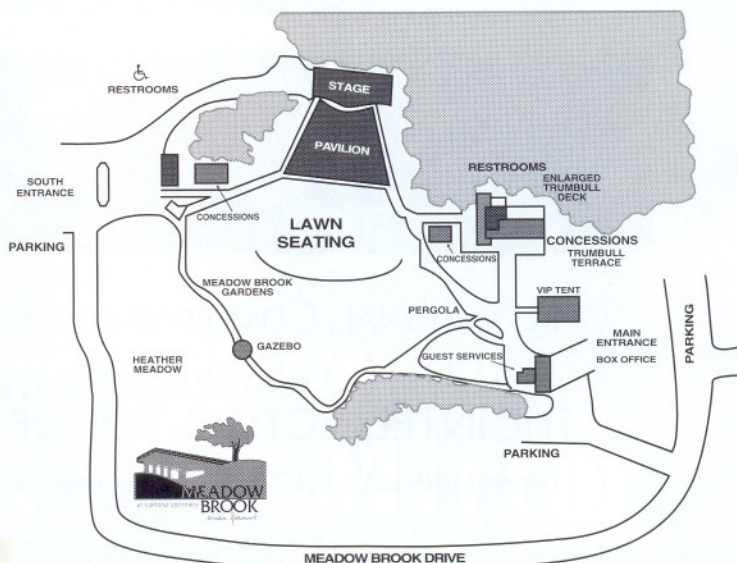 RESTROOMS
STAGE
PAVILION
SOUTH
ENTRANCE
CONCESSIONS
RESTROOMS
ENLARGED
TRUMBULL
DECK
CONCESSIONS
TRUMBULL
TERRACE
LAWN
SEATING
CONCESSIONS
PARKING
MEADOW BROOK
GARDENS
PERGOLA
VIP TENT
MAIN
ENTRANCE
BOX OFFICE
PARKING
GAZEBO
GUEST SERVICES
HEATHER
MEADOW
PARKING
MEADOW
BROOK
music festival
MEADOW BROOK DRIVE